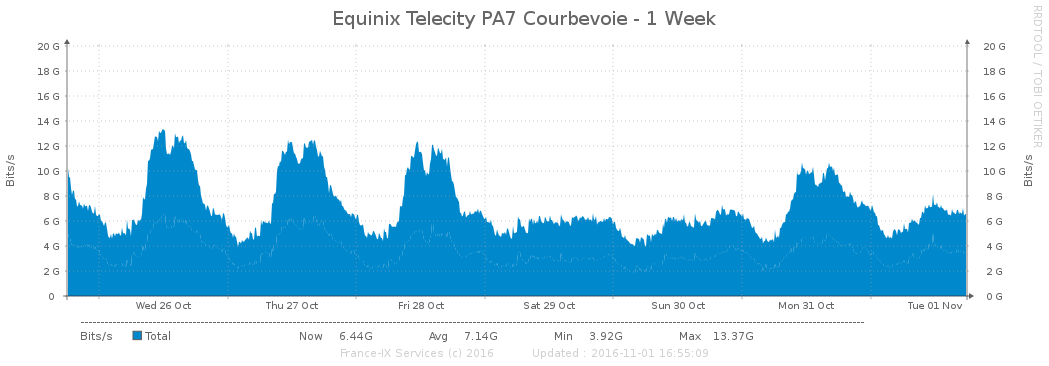 Equinix Telecity PA7 Courbevoie - 1 Week
RRDTOOL / TOBI OETIKER
Bits/s
20 G 20 G
18 G 18 G
16 G 16 G
14 G 14 G
12 G 12 G
10 G 10 G
8 G 8 G
6 G 6 G
4 G 4 G
2 G 2 G
0 0 G
Bits/s
Wed 26 Oct Thu 27 Oct Fri 28 Oct Sat 29 Oct Sun 30 Oct Mon 31 Oct Tue 01 Nov
Bits/s Total Now 6.44G Avg 7.14G Min 3.92G Max 13.37G
France-IX Services (c) 2016 Updated : 2016-11-01 16:55:09